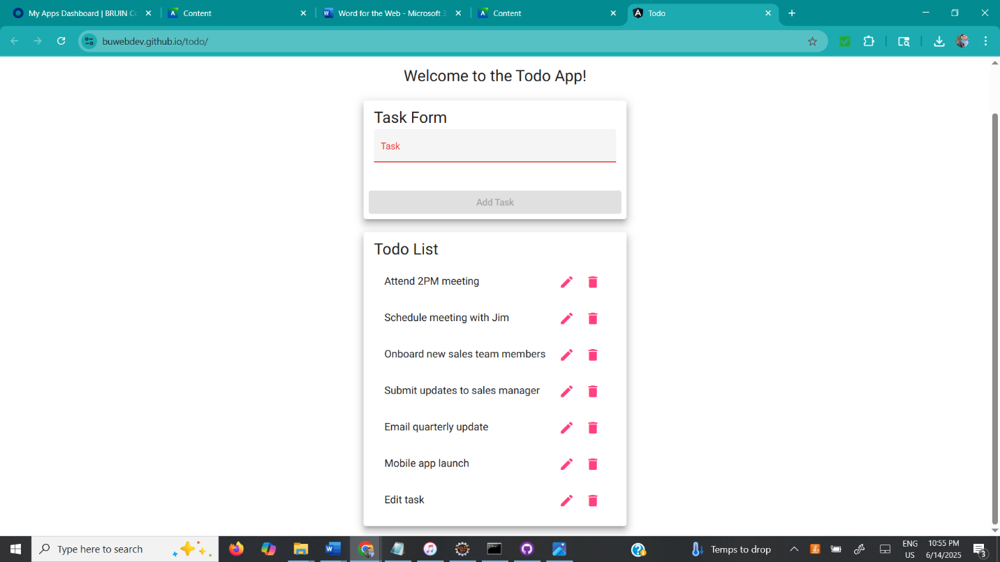 My Apps Dashboard | BRUIN Co
Content
Word for the Web - Microsoft 3
Content
Todo
buwebdev.github.io/todo/
Welcome to the Todo App!
Task Form
Task
Add Task
Todo List
Attend 2PM meeting
Schedule meeting with Jim
Onboard new sales team members
Submit updates to sales manager
Email quarterly update
Mobile app launch
Edit task
Type here to search
Temps to drop
ENG
US
10:55 PM
6/14/2025
3